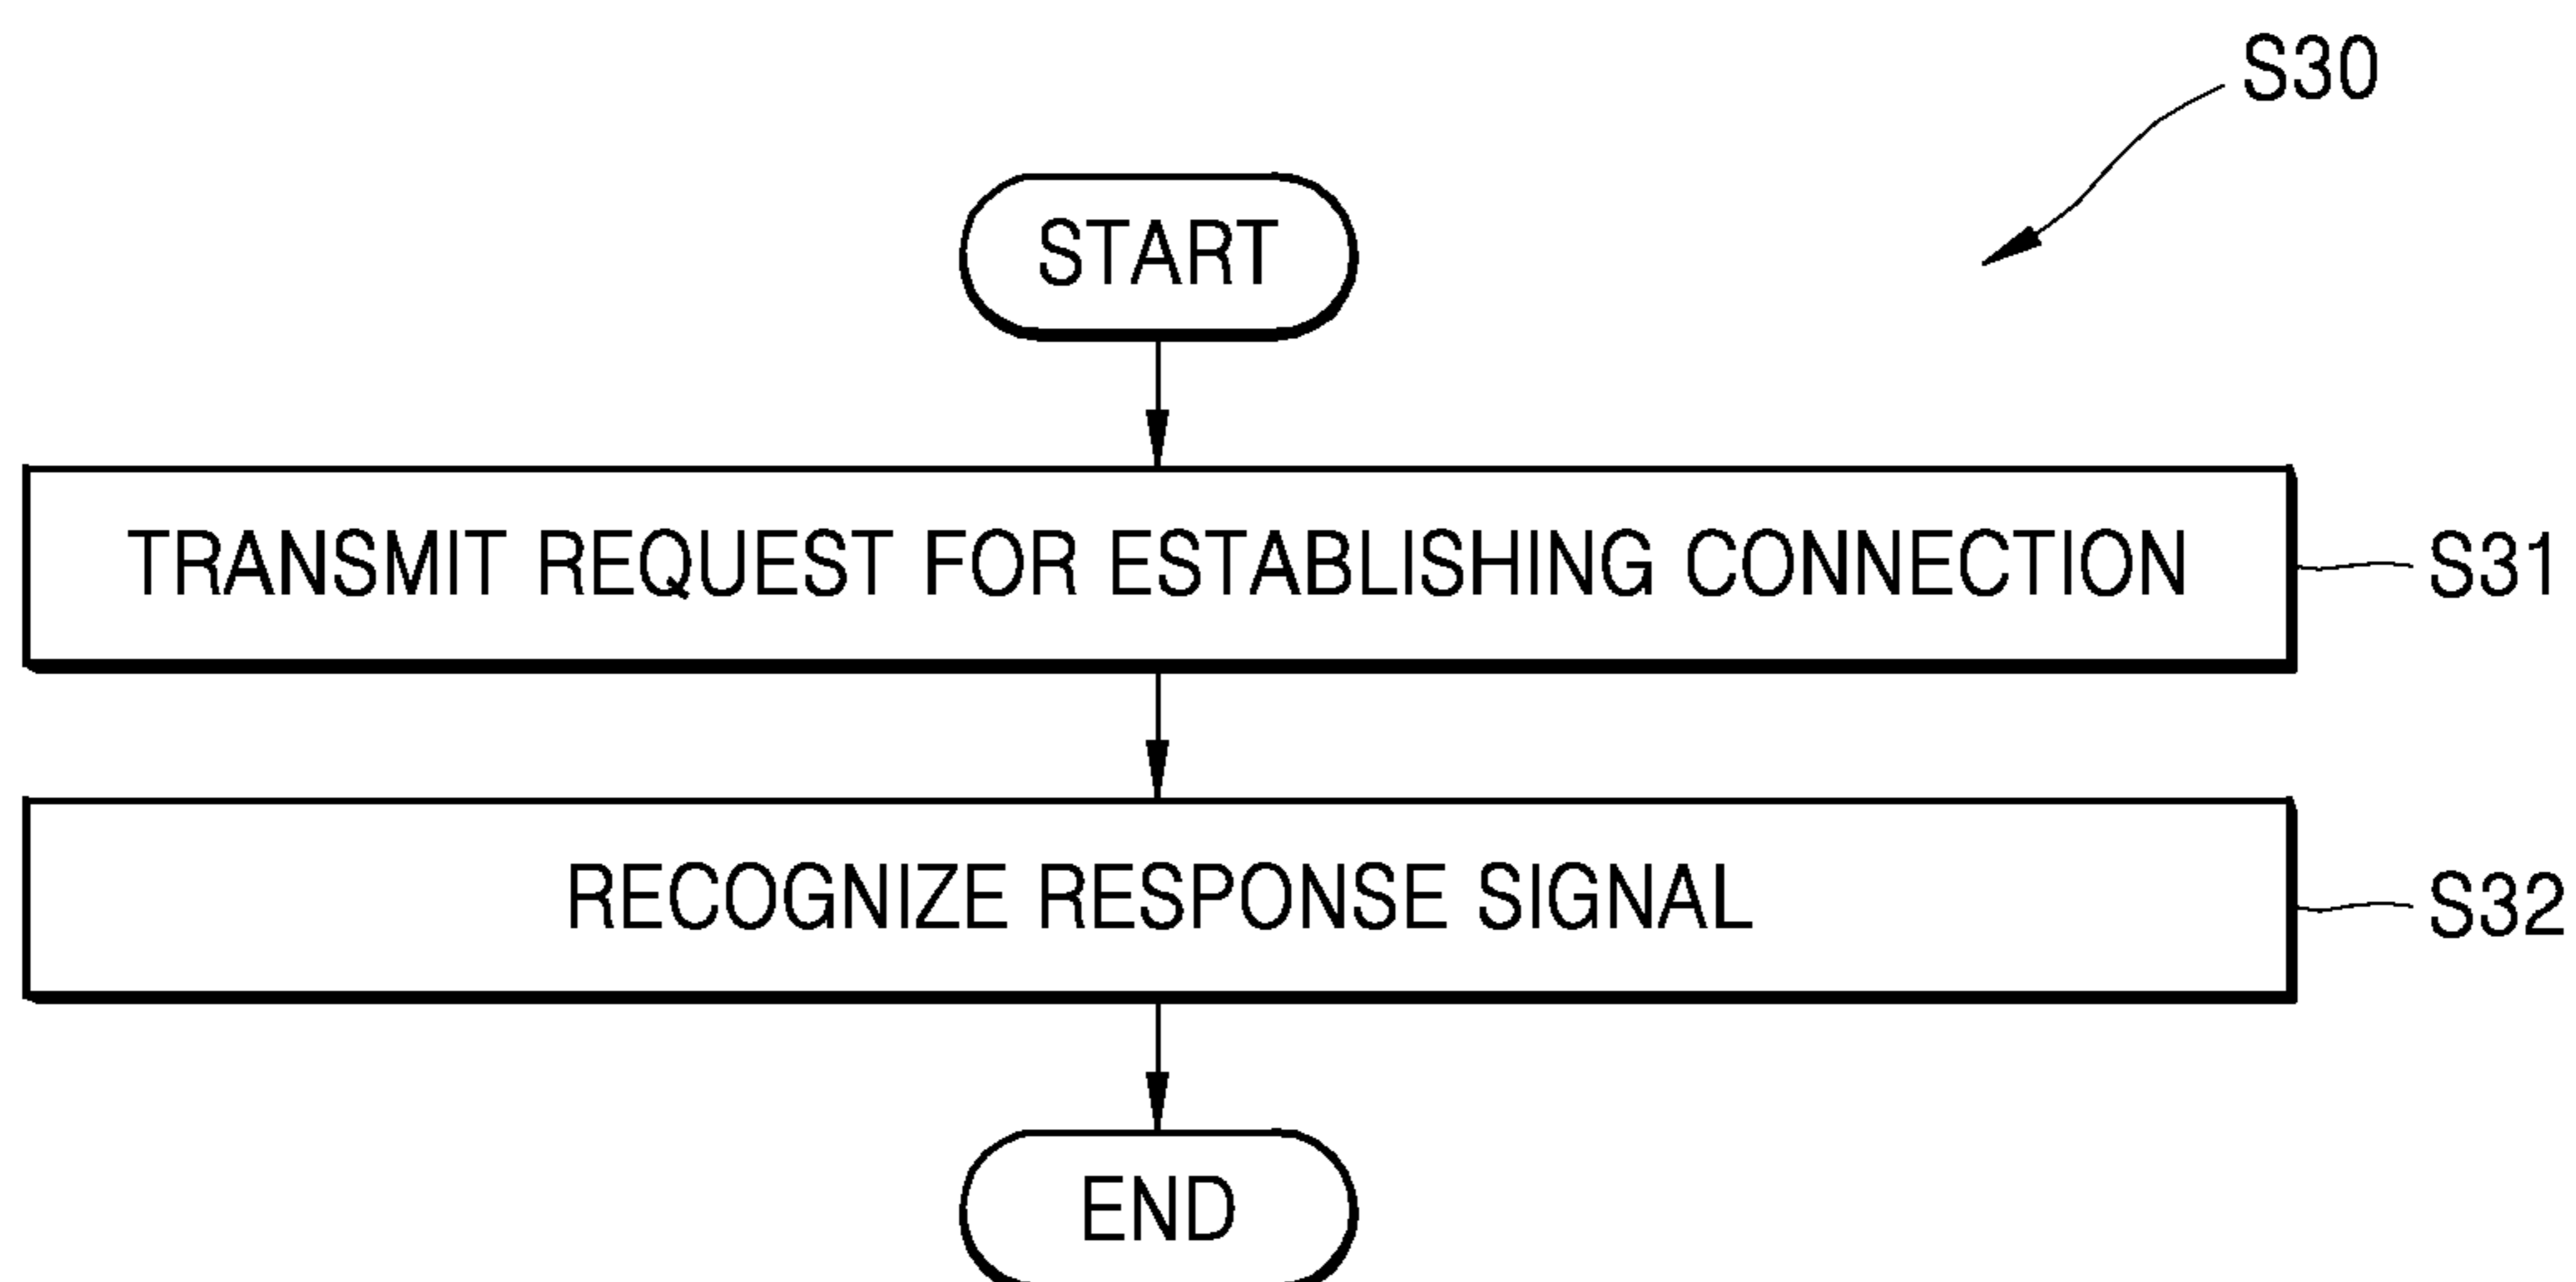 S30
START
TRANSMIT REQUEST FOR ESTABLISHING CONNECTION
S31
RECOGNIZE RESPONSE SIGNAL
S32
END